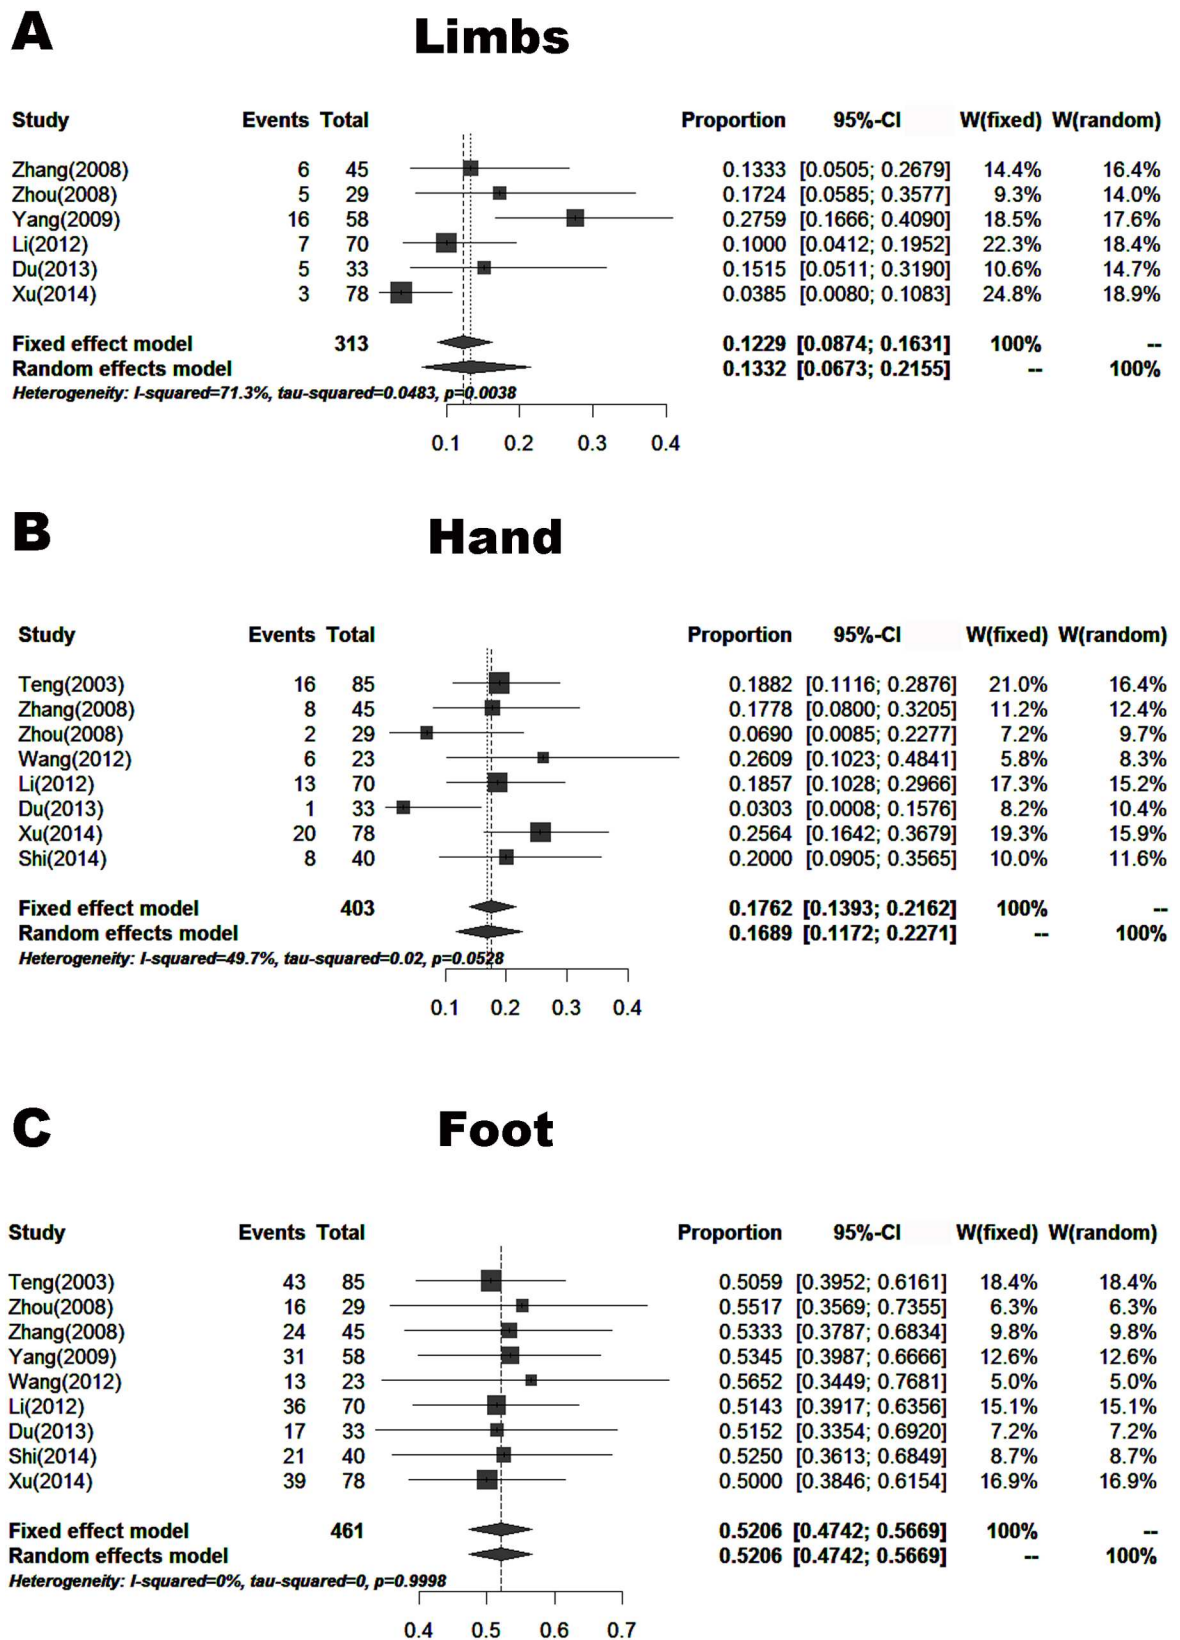 A Limbs
Study Events Total Proportion 95%-CI W(fixed) W(random)
Zhang(2008) 6 45 0.1333 [0.0505; 0.2679] 14.4% 16.4%
Zhou(2008) 5 29 0.1724 [0.0585; 0.3577] 9.3% 14.0%
Yang(2009) 16 58 0.2759 [0.1666; 0.4090] 18.5% 17.6%
Li(2012) 7 70 0.1000 [0.0412; 0.1952] 22.3% 18.4%
Du(2013) 5 33 0.1515 [0.0511; 0.3190] 10.6% 14.7%
Xu(2014) 3 78 0.0385 [0.0080; 0.1083] 24.8% 18.9%
Fixed effect model 313 0.1229 [0.0874; 0.1631] 100% --
Random effects model 0.1332 [0.0673; 0.2155] -- 100%
Heterogeneity: I-squared=71.3%, tau-squared=0.0483, p=0.0038
0.1 0.2 0.3 0.4
B Hand
Study Events Total Proportion 95%-CI W(fixed) W(random)
Teng(2003) 16 85 0.1882 [0.1116; 0.2876] 21.0% 16.4%
Zhang(2008) 8 45 0.1778 [0.0800; 0.3205] 11.2% 12.4%
Zhou(2008) 2 29 0.0690 [0.0085; 0.2277] 7.2% 9.7%
Wang(2012) 6 23 0.2609 [0.1023; 0.4841] 5.8% 8.3%
Li(2012) 13 70 0.1857 [0.1028; 0.2966] 17.3% 15.2%
Du(2013) 1 33 0.0303 [0.0008; 0.1576] 8.2% 10.4%
Xu(2014) 20 78 0.2564 [0.1642; 0.3679] 19.3% 15.9%
Shi(2014) 8 40 0.2000 [0.0905; 0.3565] 10.0% 11.6%
Fixed effect model 403 0.1762 [0.1393; 0.2162] 100% --
Random effects model 0.1689 [0.1172; 0.2271] -- 100%
Heterogeneity: I-squared=49.7%, tau-squared=0.02, p=0.0528
0.1 0.2 0.3 0.4
C Foot
Study Events Total Proportion 95%-CI W(fixed) W(random)
Teng(2003) 43 85 0.5059 [0.3952; 0.6161] 18.4% 18.4%
Zhou(2008) 16 29 0.5517 [0.3569; 0.7355] 6.3% 6.3%
Zhang(2008) 24 45 0.5333 [0.3787; 0.6834] 9.8% 9.8%
Yang(2009) 31 58 0.5345 [0.3987; 0.6666] 12.6% 12.6%
Wang(2012) 13 23 0.5652 [0.3449; 0.7681] 5.0% 5.0%
Li(2012) 36 70 0.5143 [0.3917; 0.6356] 15.1% 15.1%
Du(2013) 17 33 0.5152 [0.3354; 0.6920] 7.2% 7.2%
Shi(2014) 21 40 0.5250 [0.3613; 0.6849] 8.7% 8.7%
Xu(2014) 39 78 0.5000 [0.3846; 0.6154] 16.9% 16.9%
Fixed effect model 461 0.5206 [0.4742; 0.5669] 100% --
Random effects model 0.5206 [0.4742; 0.5669] -- 100%
Heterogeneity: I-squared=0%, tau-squared=0, p=0.9998
0.4 0.5 0.6 0.7